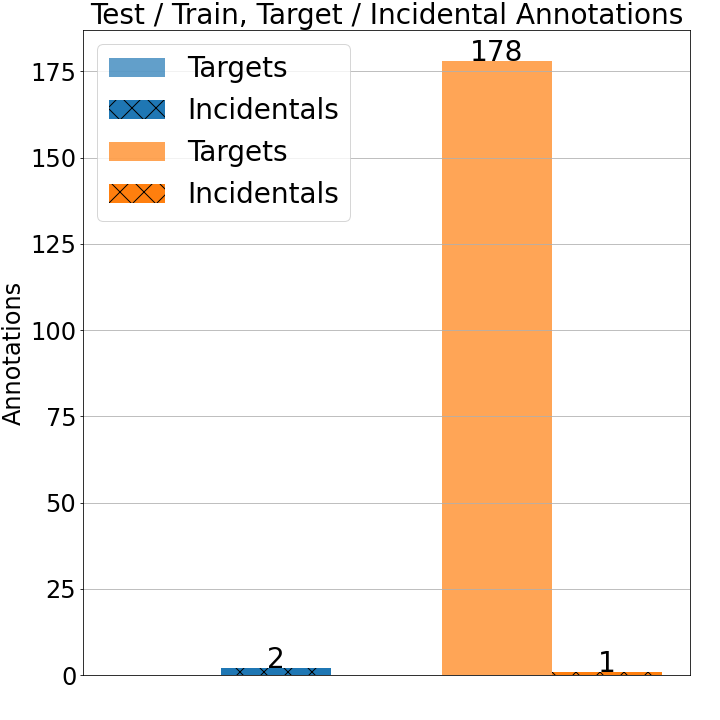 Test / Train, Target / Incidental Annotations
178
175
Targets
Incidentals
150
Targets
Incidentals
125
100
Annotations
75
50
25
2
1
0